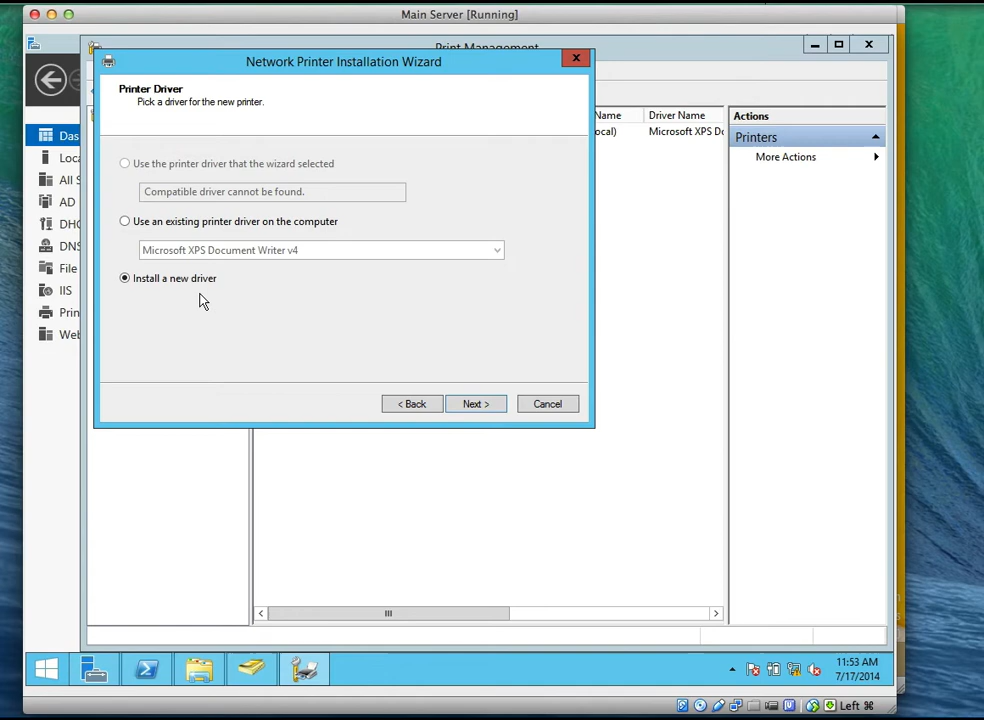 Main Server [Running]
Print Management
Network Printer Installation Wizard
Printer Driver
Pick a driver for the new printer.
Name
Driver Name
Actions
ocal)
Microsoft XPS Do
Printers
More Actions
Das
Loca
All S
AD
DHC
DNS
File
IIS
Prin
Web
Use the printer driver that the wizard selected
Compatible driver cannot be found.
Use an existing printer driver on the computer
Microsoft XPS Document Writer v4
Install a new driver
< Back
Next >
Cancel
11:53 AM
7/17/2014
Left ⌘